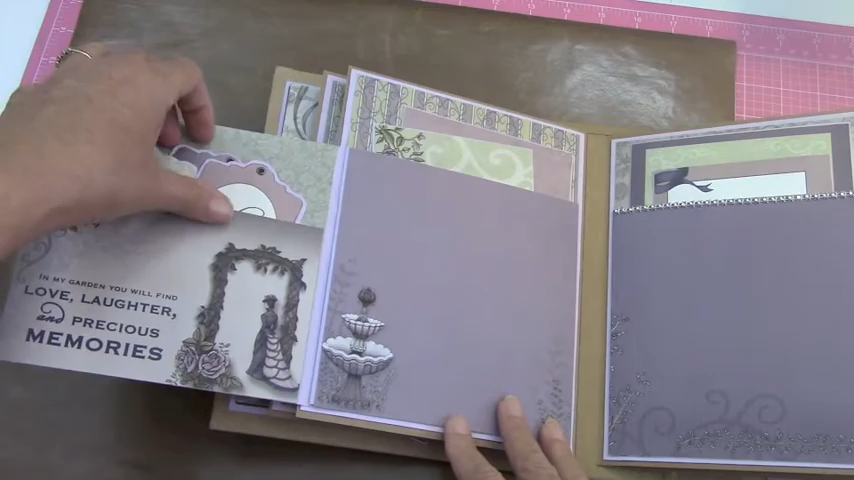 IN MY GARDEN YOU WILL FIND
LOVE, LAUGHTER,
and PRECIOUS
MEMORIES